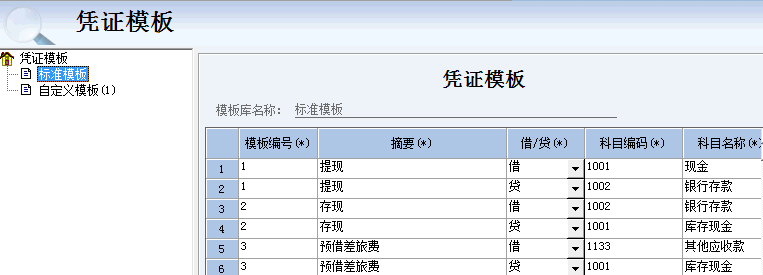 凭证模板
凭证模板
标准模板
自定义模板(1)
凭证模板
模板库名称： 标准模板
模板编号(*) 摘要(*) 借/贷(*) 科目编码(*) 科目名称(*)
1 1 提现 借 1001 现金
2 1 提现 贷 1002 银行存款
3 2 存现 借 1002 银行存款
4 2 存现 贷 1001 库存现金
5 3 预借差旅费 借 1133 其他应收款
6 3 预借差旅费 贷 1001 库存现金